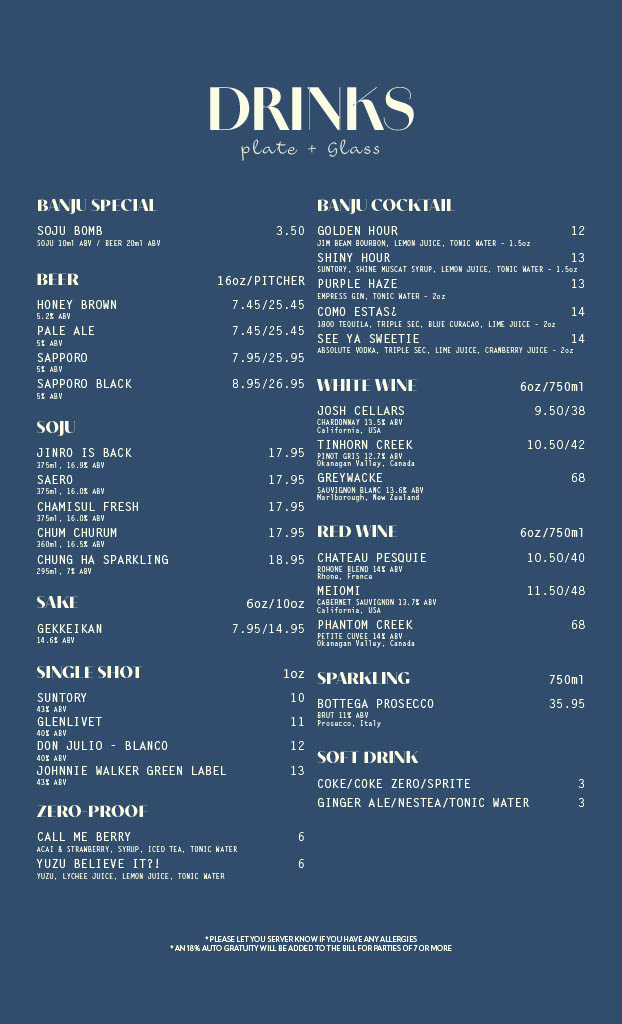 DRINKS
plate + Glass
BANJU SPECIAL
SOJU BOMB 3.50
SOJU 10ml ABV / BEER 20ml ABV
BEER 16oz/PITCHER
HONEY BROWN 7.45/25.45
5.2% ABV
PALE ALE 7.45/25.45
5% ABV
SAPPORO 7.95/25.95
5% ABV
SAPPORO BLACK 8.95/26.95
5% ABV
SOJU
JINRO IS BACK 17.95
375ml, 16.9% ABV
SAERO 17.95
375ml, 16.0% ABV
CHAMISUL FRESH 17.95
375ml, 16.0% ABV
CHUM CHURUM 17.95
360ml, 16.5% ABV
CHUNG HA SPARKLING 18.95
295ml, 7% ABV
SAKE 6oz/10oz
GEKKEIKAN 7.95/14.95
14.6% ABV
SINGLE SHOT 1oz
SUNTORY 10
43% ABV
GLENLIVET 11
40% ABV
DON JULIO - BLANCO 12
40% ABV
JOHNNIE WALKER GREEN LABEL 13
43% ABV
ZERO-PROOF
CALL ME BERRY 6
ACAI & STRAWBERRY, SYRUP, ICED TEA, TONIC WATER
YUZU BELIEVE IT?! 6
YUZU, LYCHEE JUICE, LEMON JUICE, TONIC WATER
BANJU COCKTAIL
GOLDEN HOUR 12
JIM BEAM BOURBON, LEMON JUICE, TONIC WATER - 1.5oz
SHINY HOUR 13
SUNTORY, SHINE MUSCAT SYRUP, LEMON JUICE, TONIC WATER - 1.5oz
PURPLE HAZE 13
EMPRESS GIN, TONIC WATER - 2oz
COMO ESTAS¿ 14
1800 TEQUILA, TRIPLE SEC, BLUE CURACAO, LIME JUICE - 2oz
SEE YA SWEETIE 14
ABSOLUTE VODKA, TRIPLE SEC, LIME JUICE, CRANBERRY JUICE - 2oz
WHITE WINE 6oz/750ml
JOSH CELLARS 9.50/38
CHARDONNAY 13.5% ABV
California, USA
TINHORN CREEK 10.50/42
PINOT GRIS 12.7% ABV
Okanagan Valley, Canada
GREYWACKE 68
SAUVIGNON BLANC 13.6% ABV
Marlborough, New Zealand
RED WINE 6oz/750ml
CHATEAU PESQUIE 10.50/40
ROHONE BLEND 14% ABV
Rhone, France
MEIOMI 11.50/48
CABERNET SAUVIGNON 13.7% ABV
California, USA
PHANTOM CREEK 68
PETITE CUVEE 14% ABV
Okanagan Valley, Canada
SPARKLING 750ml
BOTTEGA PROSECCO 35.95
BRUT 11% ABV
Prosecco, Italy
SOFT DRINK
COKE/COKE ZERO/SPRITE 3
GINGER ALE/NESTEA/TONIC WATER 3
* PLEASE LET YOU SERVER KNOW IF YOU HAVE ANY ALLERGIES
* AN 18% AUTO GRATUITY WILL BE ADDED TO THE BILL FOR PARTIES OF 7 OR MORE